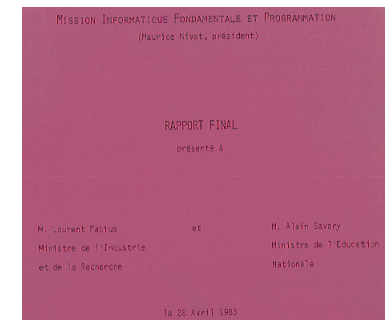 MISSION INFORMATIQUE FONDAMENTALE ET PROGRAMMATION
(Maurice Nivat, président)
RAPPORT FINAL
présenté à
M. Laurent Fabius et M. Alain Savary
Ministre de l'Industrie Ministre de l'Education
et de la Recherche Nationale
le 28 Avril 1983